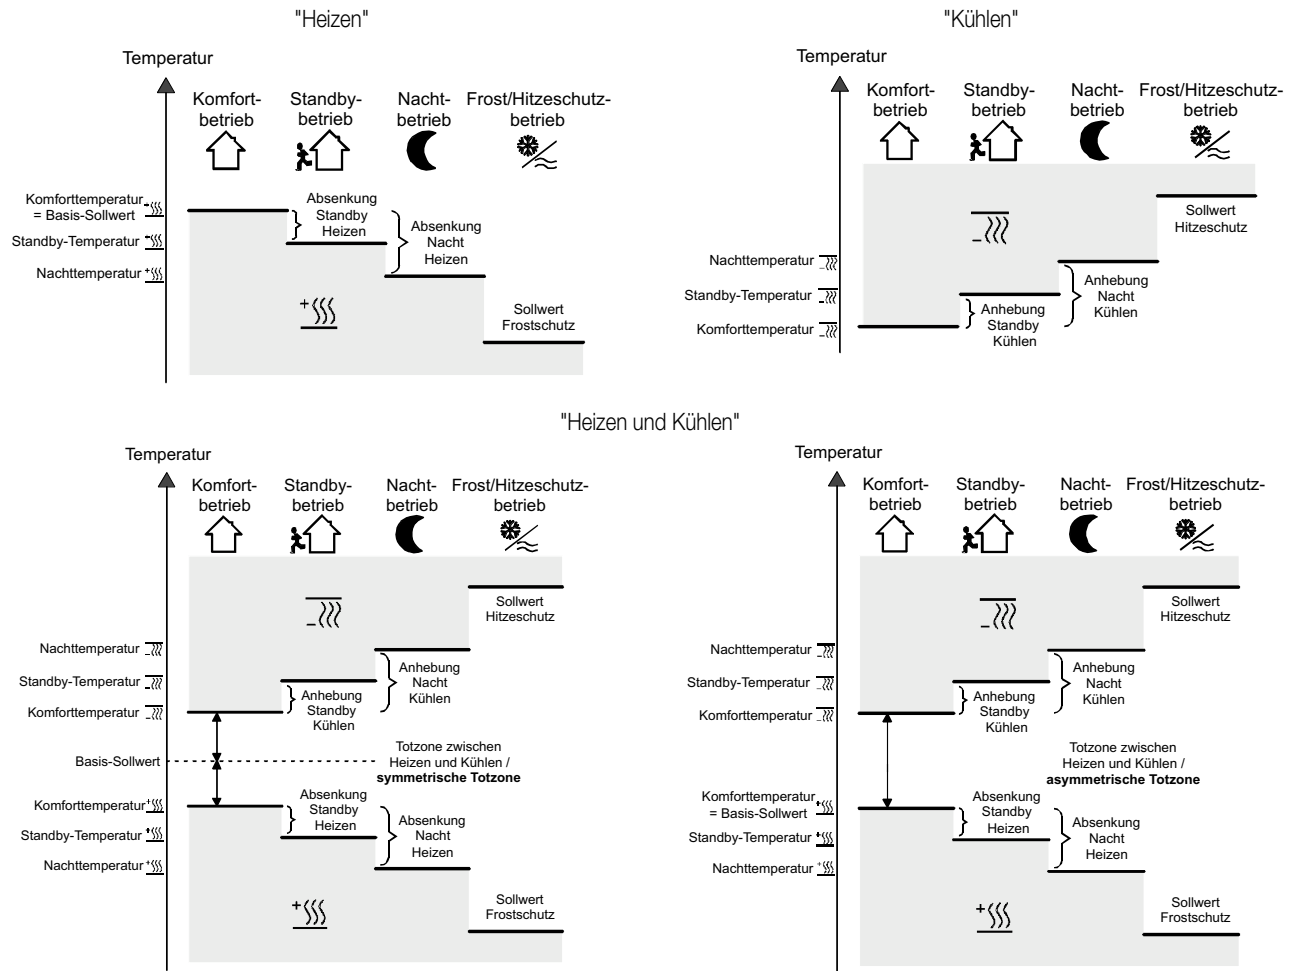 "Heizen"
Temperatur
Komfort-
betrieb
Standby-
betrieb
Nacht-
betrieb
Frost/Hitzeschutz-
betrieb
Komforttemperatur
= Basis-Sollwert
Standby-Temperatur
Nachttemperatur
Absenkung
Standby
Heizen
Absenkung
Nacht
Heizen
Sollwert
Frostschutz
"Kühlen"
Temperatur
Komfort-
betrieb
Standby-
betrieb
Nacht-
betrieb
Frost/Hitzeschutz-
betrieb
Sollwert
Hitzeschutz
Nachttemperatur
Standby-Temperatur
Komforttemperatur
Anhebung
Standby
Kühlen
Anhebung
Nacht
Kühlen
"Heizen und Kühlen"
Temperatur
Komfort-
betrieb
Standby-
betrieb
Nacht-
betrieb
Frost/Hitzeschutz-
betrieb
Sollwert
Hitzeschutz
Nachttemperatur
Standby-Temperatur
Komforttemperatur
Anhebung
Standby
Kühlen
Anhebung
Nacht
Kühlen
Basis-Sollwert
Totzone zwischen
Heizen und Kühlen /
symmetrische Totzone
Komforttemperatur
Standby-Temperatur
Nachttemperatur
Absenkung
Standby
Heizen
Absenkung
Nacht
Heizen
Sollwert
Frostschutz
Temperatur
Komfort-
betrieb
Standby-
betrieb
Nacht-
betrieb
Frost/Hitzeschutz-
betrieb
Sollwert
Hitzeschutz
Nachttemperatur
Standby-Temperatur
Komforttemperatur
Anhebung
Standby
Kühlen
Anhebung
Nacht
Kühlen
Totzone zwischen
Heizen und Kühlen /
asymmetrische Totzone
Komforttemperatur
= Basis-Sollwert
Standby-Temperatur
Nachttemperatur
Absenkung
Standby
Heizen
Absenkung
Nacht
Heizen
Sollwert
Frostschutz